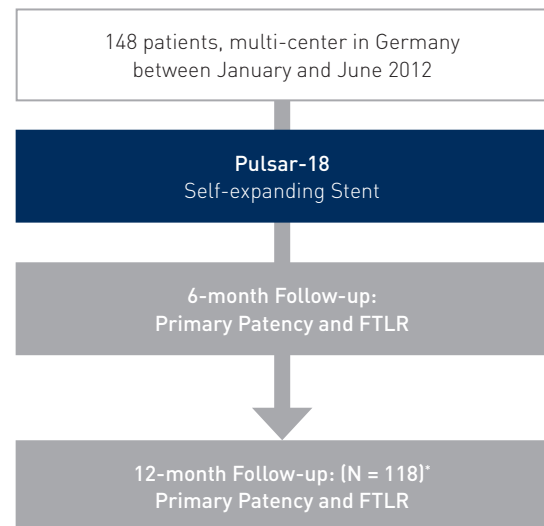 148 patients, multi-center in Germany
between January and June 2012
Pulsar-18
Self-expanding Stent
6-month Follow-up:
Primary Patency and FTLR
12-month Follow-up: (N = 118)*
Primary Patency and FTLR